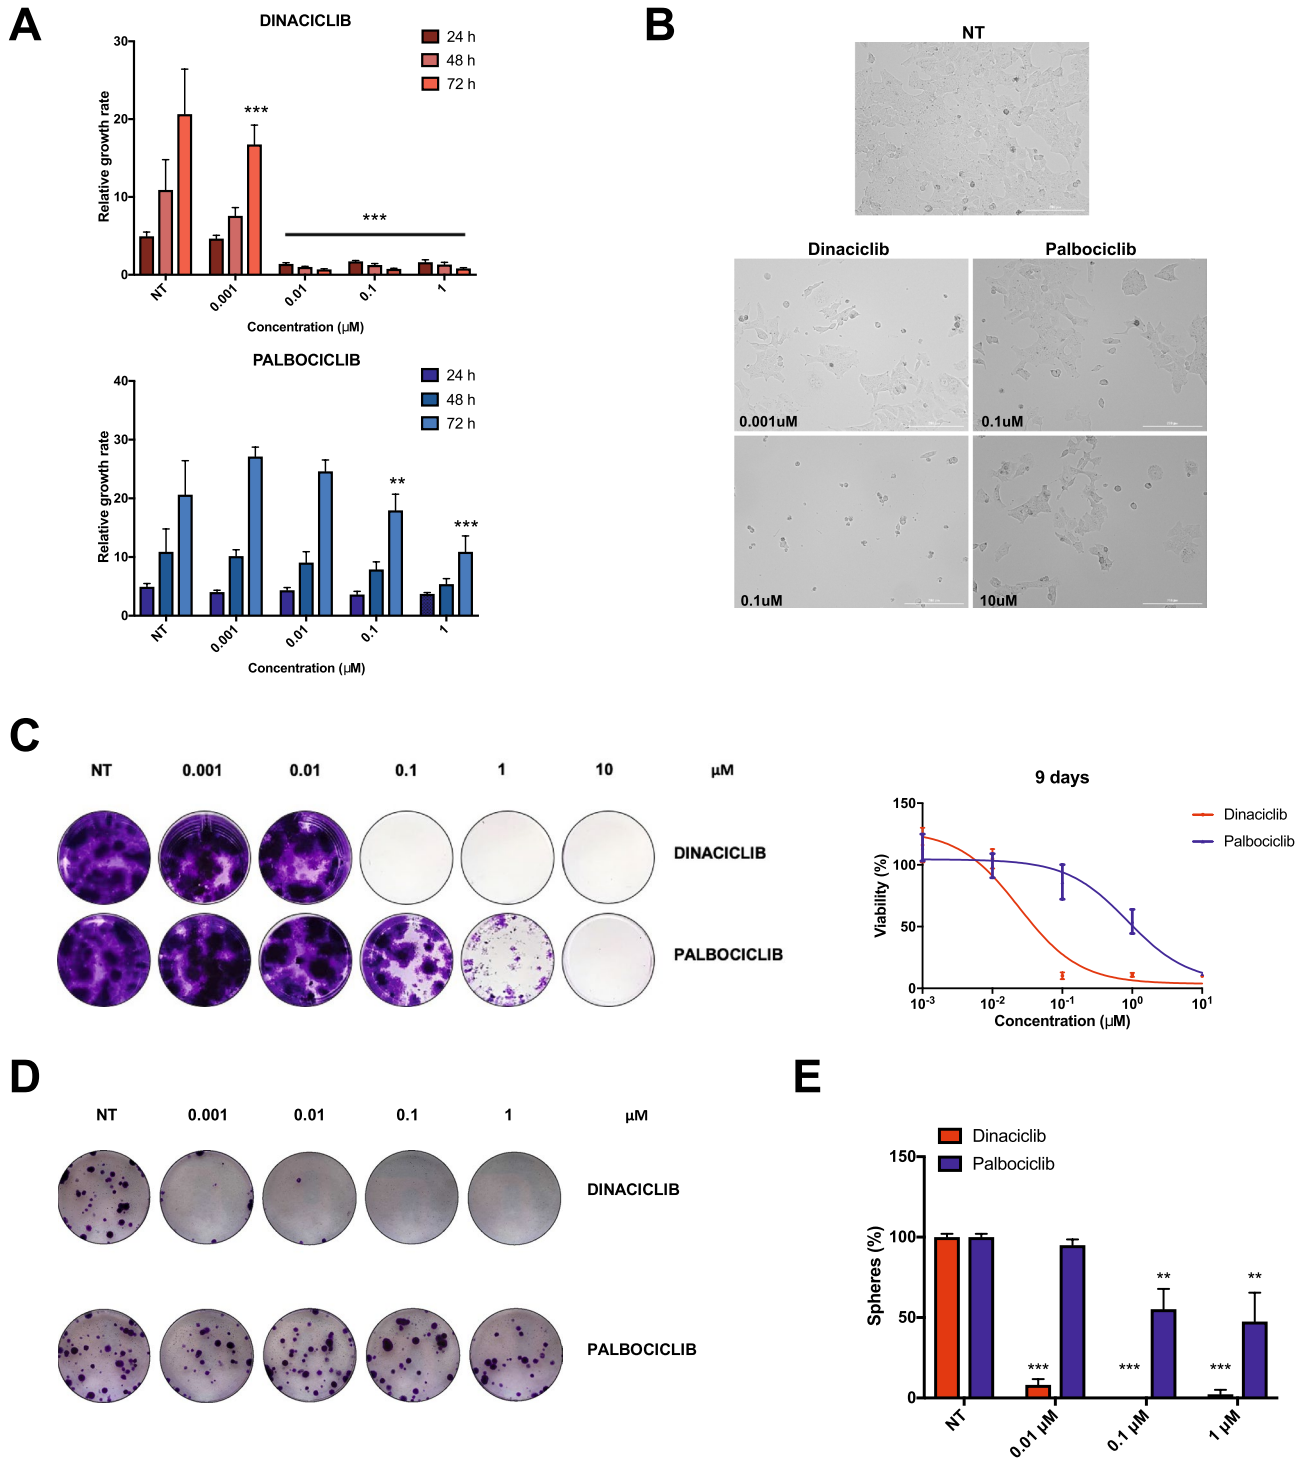 A
DINACICLIB
24 h
48 h
72 h
Relative growth rate
30
20
10
0
***
***
NT
0.001
0.01
0.1
1
Concentration (μM)
PALBOCICLIB
24 h
48 h
72 h
Relative growth rate
40
30
20
10
0
**
***
NT
0.001
0.01
0.1
1
Concentration (μM)
B
NT
Dinaciclib
Palbociclib
0.001uM
0.1uM
0.1uM
10uM
C
NT
0.001
0.01
0.1
1
10
μM
DINACICLIB
PALBOCICLIB
9 days
Dinaciclib
Palbociclib
Viability (%)
150
100
50
0
10-3
10-2
10-1
100
101
Concentration (μM)
D
NT
0.001
0.01
0.1
1
μM
DINACICLIB
PALBOCICLIB
E
Dinaciclib
Palbociclib
Spheres (%)
150
100
50
0
***
***
**
***
**
NT
0.01 μM
0.1 μM
1 μM